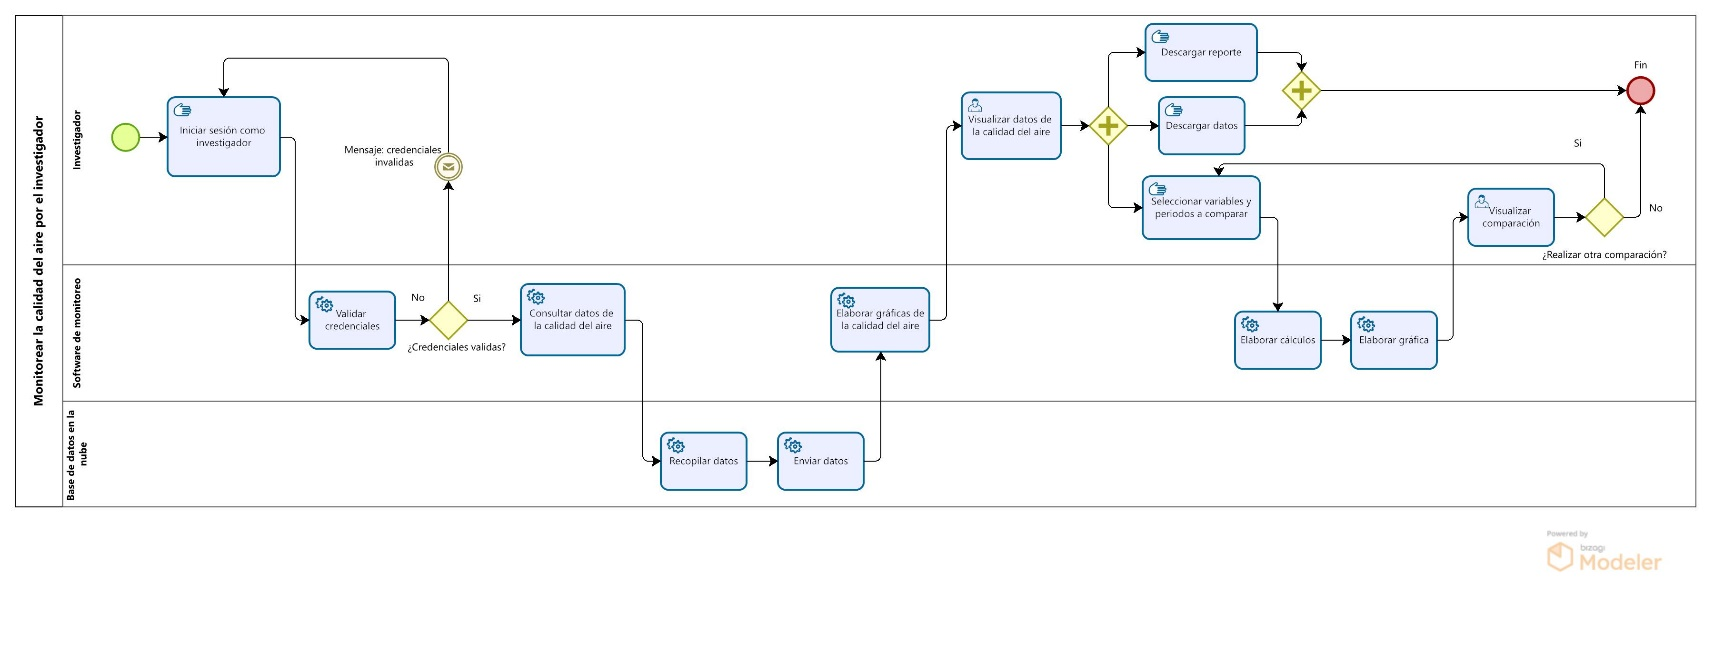 Monitorear la calidad del aire por el investigador
Investigador
Iniciar sesión como
investigador
Mensaje: credenciales
invalidas
Visualizar datos de
la calidad del aire
Descargar reporte
Descargar datos
Seleccionar variables y
periodos a comparar
Visualizar
comparación
Si
No
¿Realizar otra comparación?
Fin
Software de monitoreo
Validar
credenciales
No
Si
¿Credenciales validas?
Consultar datos de
la calidad del aire
Elaborar gráficas de
la calidad del aire
Elaborar cálculos
Elaborar gráfica
Base de datos en la
nube
Recopilar datos
Enviar datos
Powered by
bizagi
Modeler